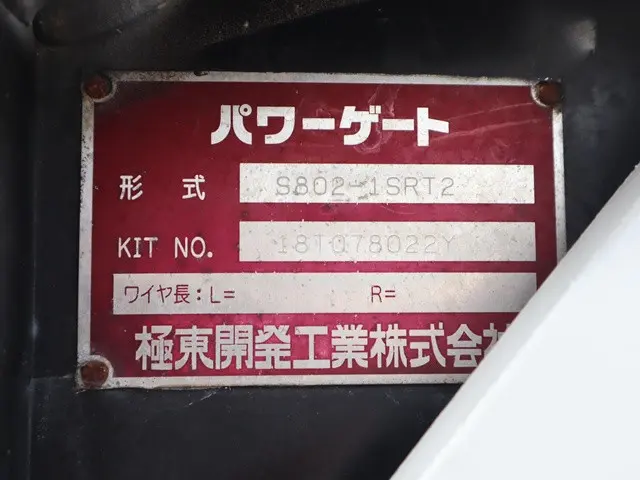 パワーゲート
形式 S802-1SRT2
KIT NO. 181078022Y
ワイヤ長：L= R=
極東開発工業株式会